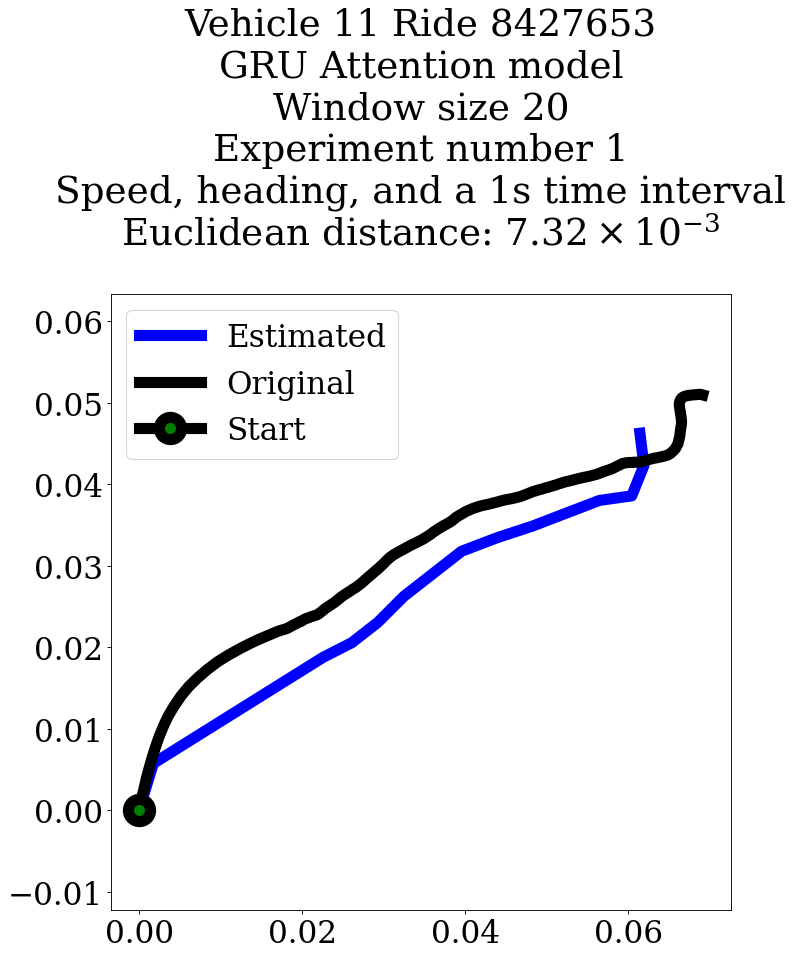 Vehicle 11 Ride 8427653
GRU Attention model
Window size 20
Experiment number 1
Speed, heading, and a 1s time interval
Euclidean distance: 7.32 × 10⁻³
Estimated
Original
Start
0.06
0.05
0.04
0.03
0.02
0.01
0.00
−0.01
0.00 0.02 0.04 0.06